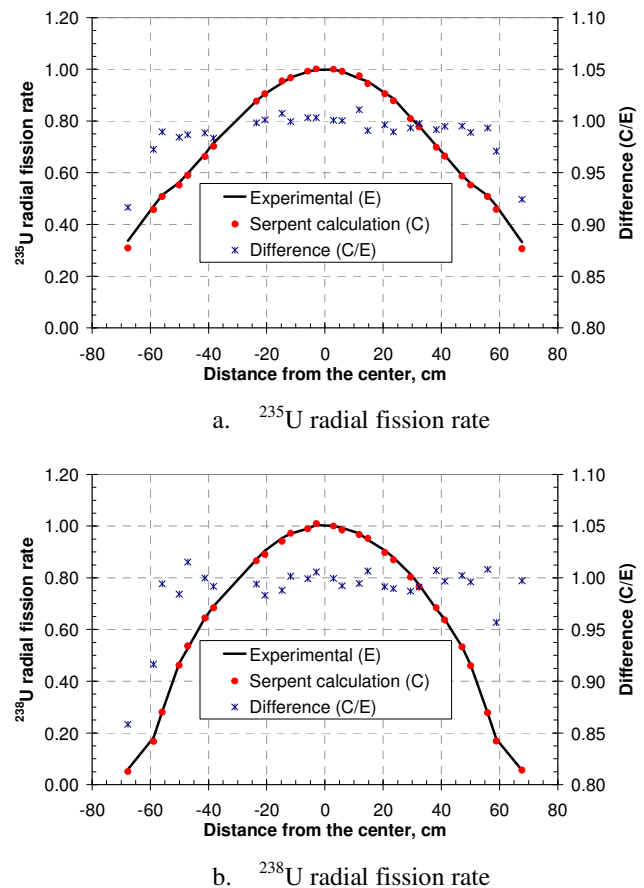 1.20
1.00
0.80
0.60
0.40
0.20
0.00
²³⁵U radial fission rate
1.10
1.05
1.00
0.95
0.90
0.85
0.80
Difference (C/E)
Experimental (E)
Serpent calculation (C)
Difference (C/E)
-80 -60 -40 -20 0 20 40 60 80
Distance from the center, cm
a. ²³⁵U radial fission rate
1.20
1.00
0.80
0.60
0.40
0.20
0.00
²³⁸U radial fission rate
1.10
1.05
1.00
0.95
0.90
0.85
0.80
Difference (C/E)
Experimental (E)
Serpent calculation (C)
Difference (C/E)
-80 -60 -40 -20 0 20 40 60 80
Distance from the center, cm
b. ²³⁸U radial fission rate